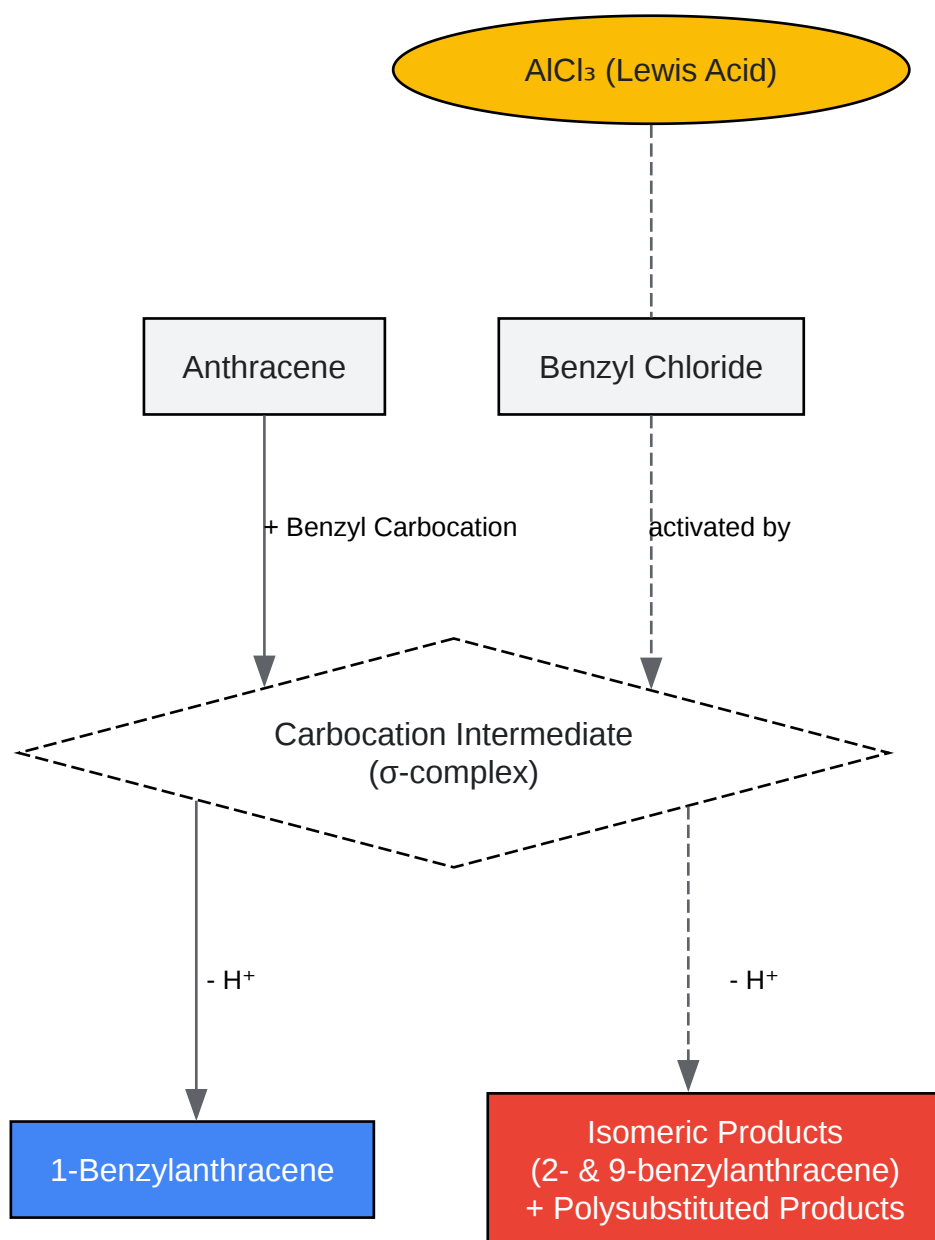 AlCl₃ (Lewis Acid)
Anthracene
Benzyl Chloride
+ Benzyl Carbocation
activated by
Carbocation Intermediate
(σ-complex)
- H⁺
- H⁺
1-Benzylanthracene
Isomeric Products
(2- & 9-benzylanthracene)
+ Polysubstituted Products